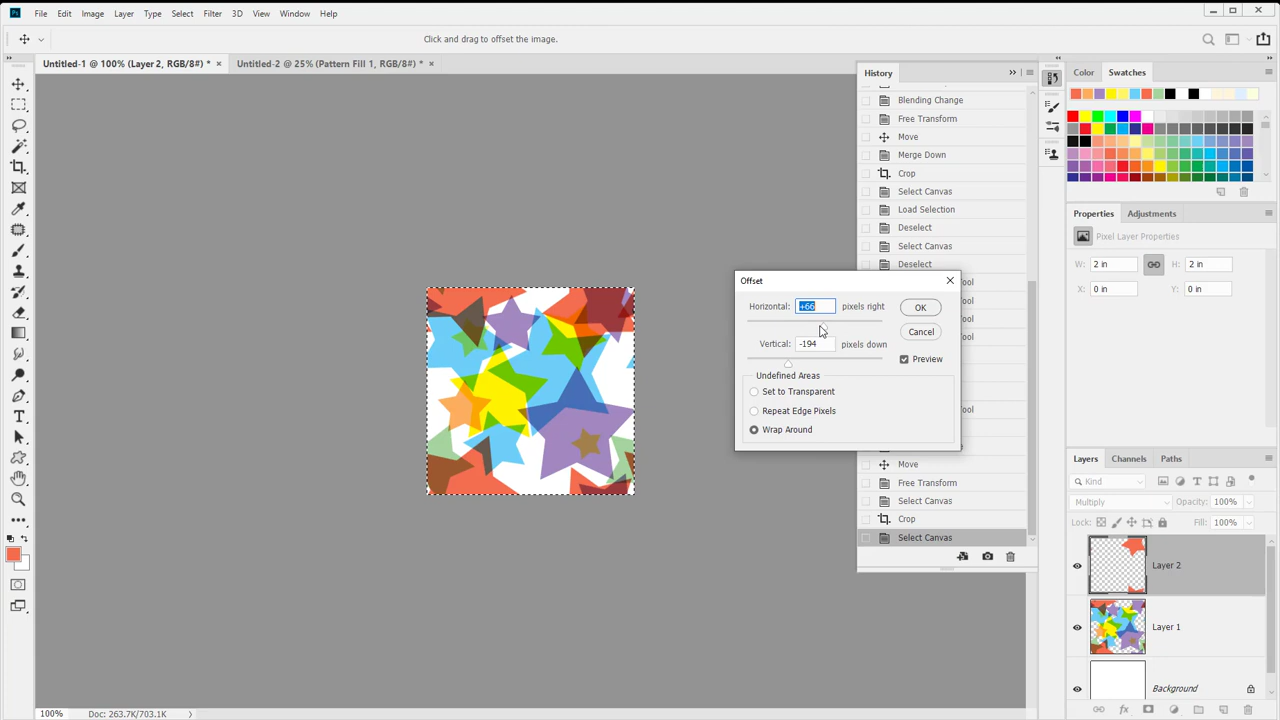 Ps File Edit Image Layer Type Select Filter 3D View Window Help
Click and drag to offset the image.
Untitled-1 @ 100% (Layer 2, RGB/8#) * × Untitled-2 @ 25% (Pattern Fill 1, RGB/8#) * ×
History
Blending Change
Free Transform
Move
Merge Down
Crop
Select Canvas
Load Selection
Deselect
Select Canvas
Deselect
ool
ool
ool
ool
Move
Free Transform
Select Canvas
Crop
Select Canvas
Offset
Horizontal: +66 pixels right
OK
Vertical: -194 pixels down
Cancel
Preview
Undefined Areas
Set to Transparent
Repeat Edge Pixels
Wrap Around
Color Swatches
Properties Adjustments
Pixel Layer Properties
W: 2 in H: 2 in
X: 0 in Y: 0 in
Layers Channels Paths
Kind
Multiply Opacity: 100%
Lock: Fill: 100%
Layer 2
Layer 1
Background
100% Doc: 263.7K/703.1K